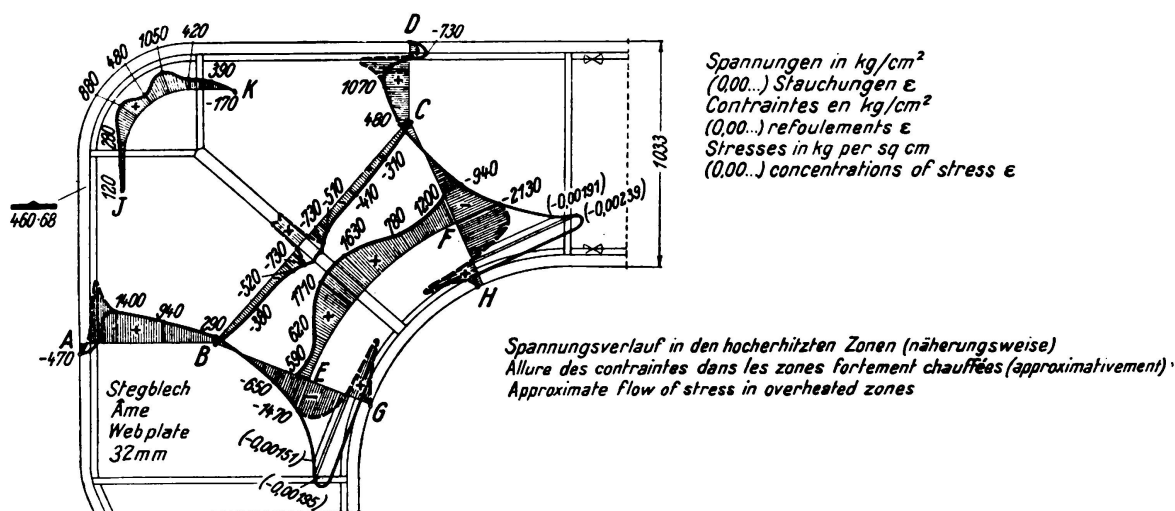 D
-730
1050
420
480
880
390
K
-170
1070
280
480
C
120
J
460·68
-310
-940
-510
-410
-2130
(-0,00191)
(-0,00239)
-730
1200
780
1630
F
-730
-520
1710
H
1033
A
1400
940
290
-380
620
-470
B
590
E
-650
-1470
G
(-0,00151)
(-0,00195)
Stegblech
Âme
Webplate
32mm
Spannungen in kg/cm²
(0,00...) Stauchungen ε
Contraintes en kg/cm²
(0,00...) refoulements ε
Stresses in kg per sq cm
(0,00...) concentrations of stress ε
Spannungsverlauf in den hocherhitzten Zonen (näherungsweise)
Allure des contraintes dans les zones fortement chauffées (approximativement)
Approximate flow of stress in overheated zones